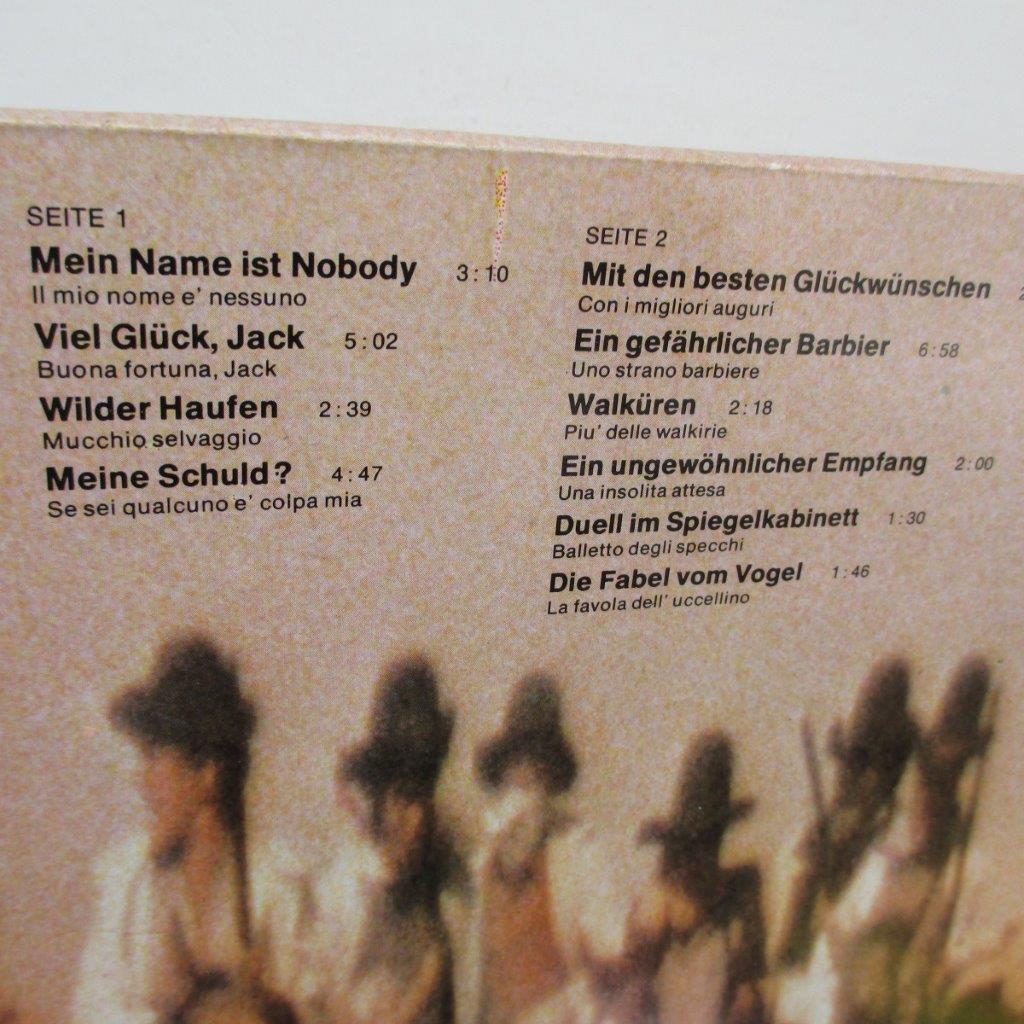 SEITE 1
Mein Name ist Nobody 3:10
Il mio nome e' nessuno
Viel Glück, Jack 5:02
Buona fortuna, Jack
Wilder Haufen 2:39
Mucchio selvaggio
Meine Schuld? 4:47
Se sei qualcuno e' colpa mia
SEITE 2
Mit den besten Glückwünschen
Con i migliori auguri
Ein gefährlicher Barbier 6:58
Uno strano barbiere
Walküren 2:18
Piu' delle walkirie
Ein ungewöhnlicher Empfang 2:00
Una insolita attesa
Duell im Spiegelkabinett 1:30
Balletto degli specchi
Die Fabel vom Vogel 1:46
La favola dell' uccellino